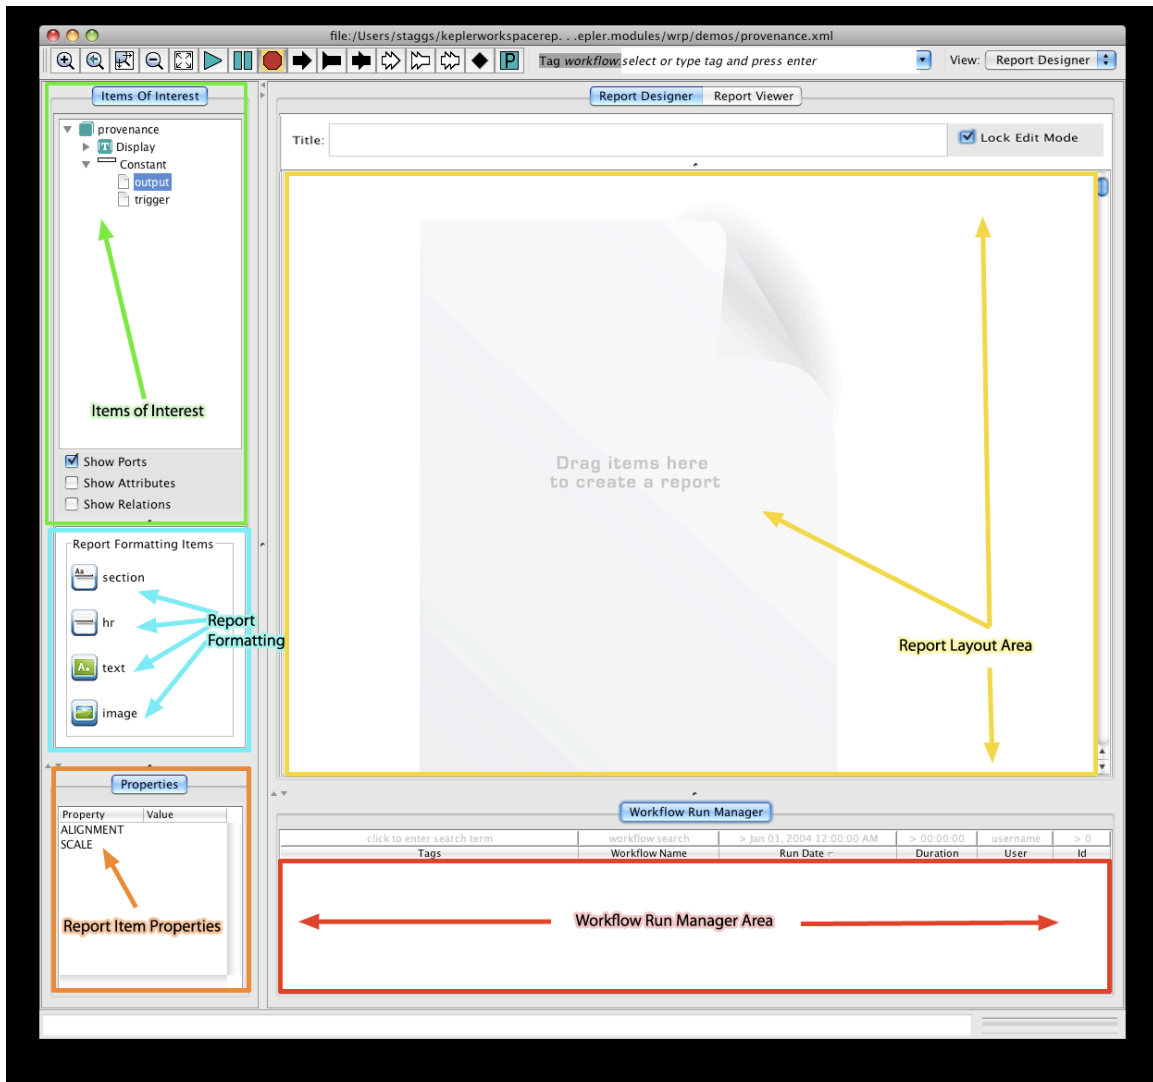 file:/Users/staggs/keplerworkspacerep. . .epler.modules/wrp/demos/provenance.xml
P
Tag workflow: select or type tag and press enter
View: Report Designer
Items Of Interest
Report Designer Report Viewer
provenance
T Display
Constant
output
trigger
Title:
Lock Edit Mode
Items of Interest
Show Ports
Show Attributes
Show Relations
Drag items here
to create a report
Report Formatting Items
Aa section
hr
A text
image
Report
Formatting
Report Layout Area
Properties
Property Value
ALIGNMENT
SCALE
Report Item Properties
Workflow Run Manager
click to enter search term workflow search > Jan 01, 2004 12:00:00 AM > 00:00:00 username > 0
Tags Workflow Name Run Date Duration User Id
Workflow Run Manager Area